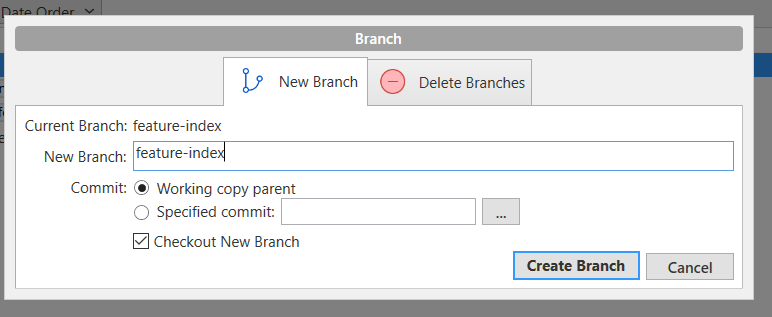 Date Order
Branch
New Branch
Delete Branches
Current Branch: feature-index
New Branch: feature-index
Commit: Working copy parent
Specified commit: ...
Checkout New Branch
Create Branch Cancel